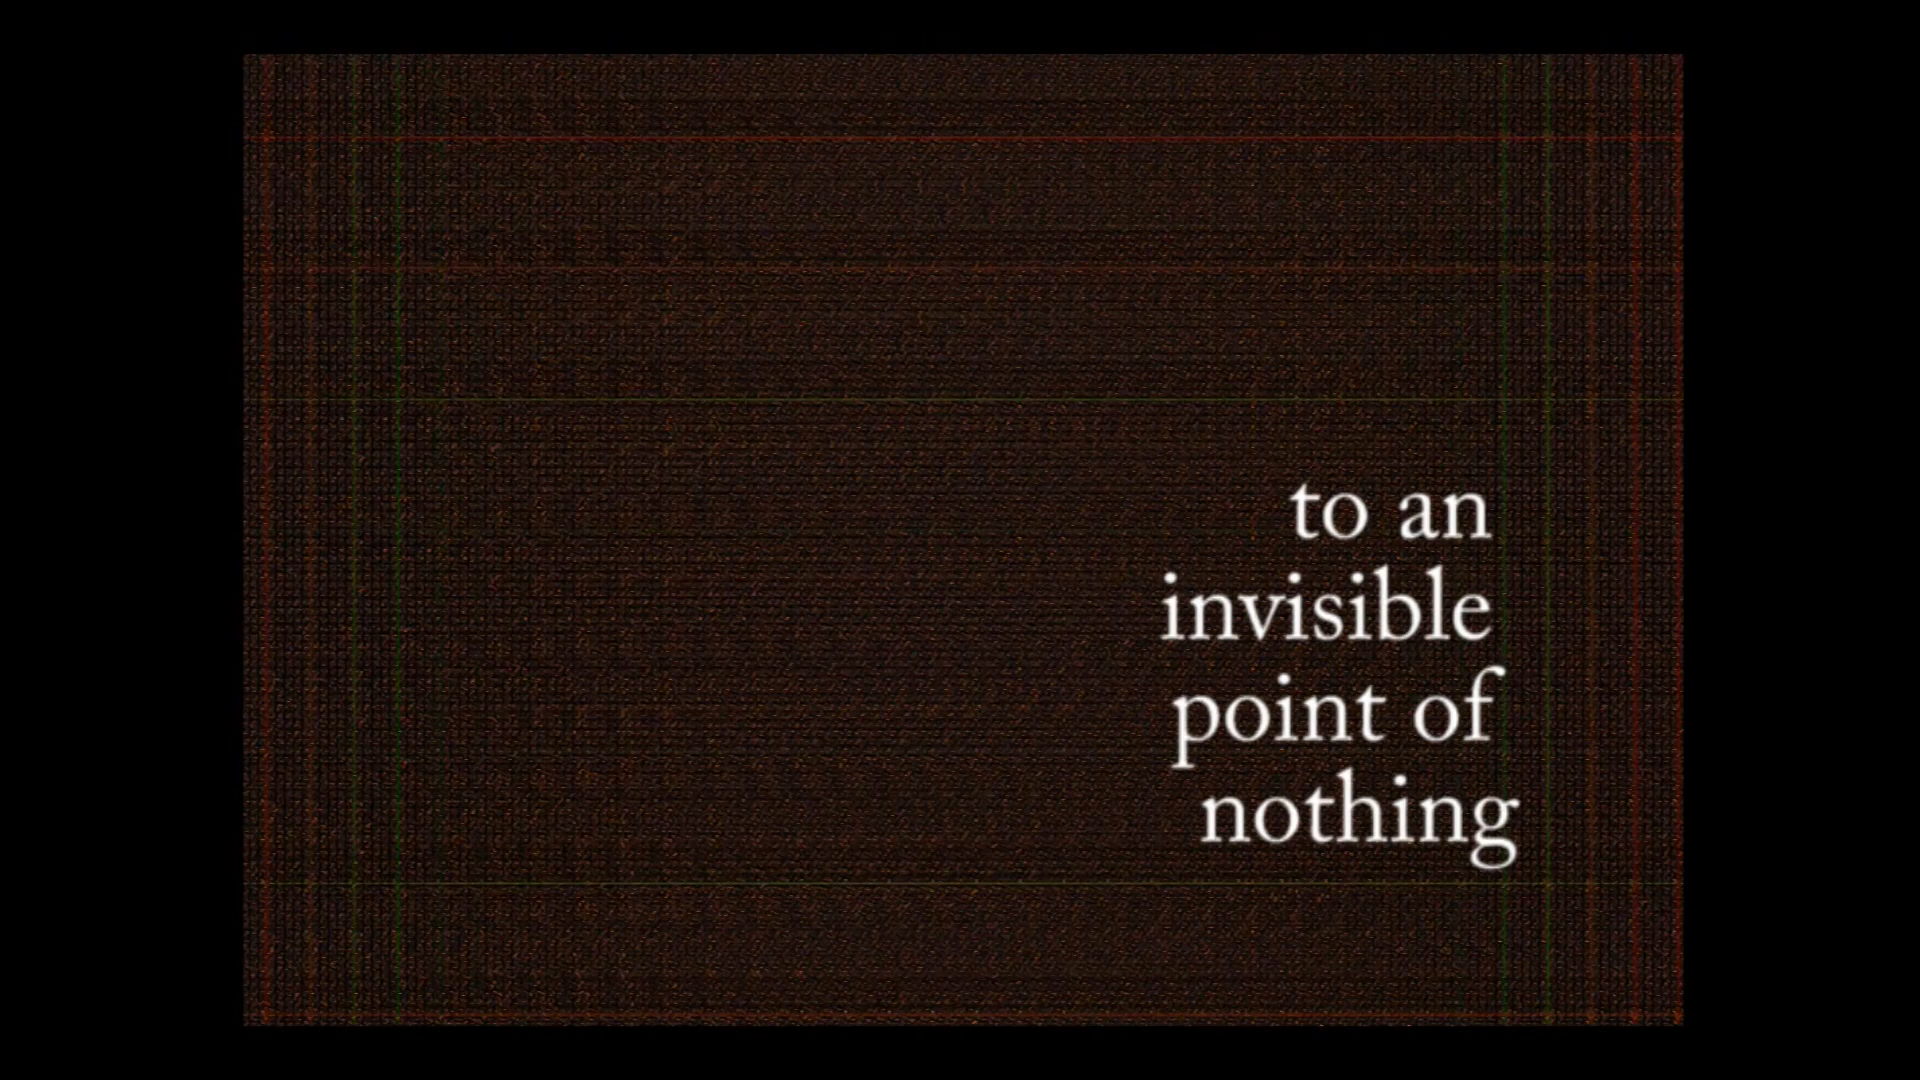 to an
invisible
point of
nothing